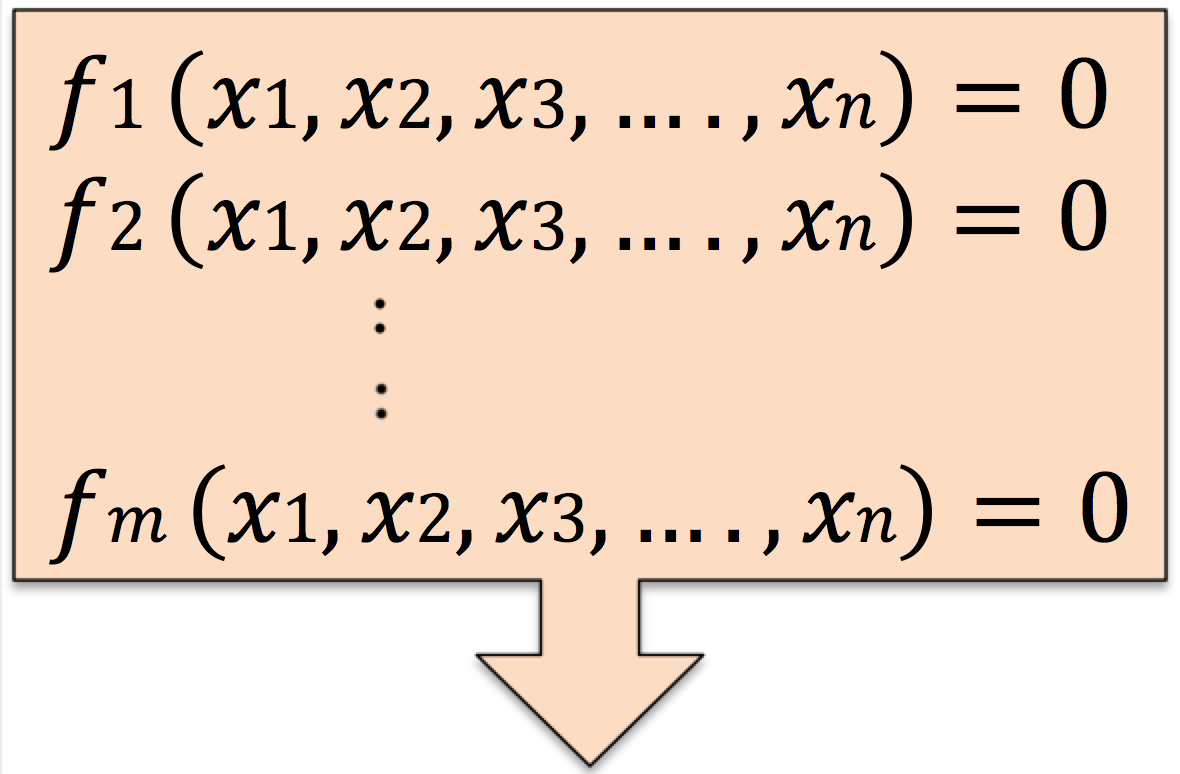 f1 (x1, x2, x3, … . , xn) = 0
f2 (x1, x2, x3, … . , xn) = 0
:
:
fm (x1, x2, x3, … . , xn) = 0